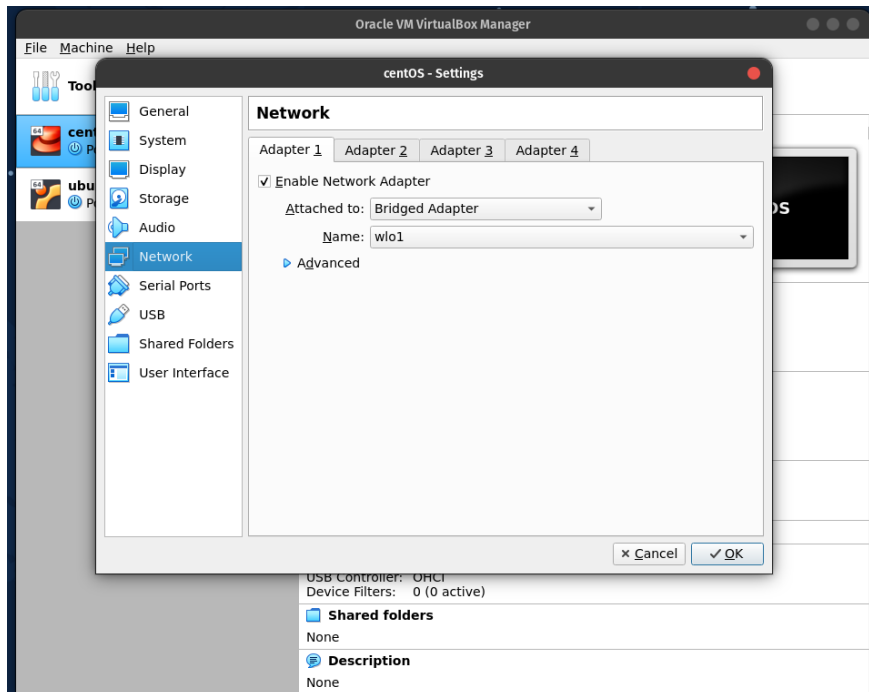 Oracle VM VirtualBox Manager
File Machine Help
centOS - Settings
General
System
Display
Storage
Audio
Network
Serial Ports
USB
Shared Folders
User Interface
Network
Adapter 1 Adapter 2 Adapter 3 Adapter 4
Enable Network Adapter
Attached to: Bridged Adapter
Name: wlo1
Advanced
Cancel OK
64
64
USB Controller: OHCI
Device Filters: 0 (0 active)
Shared folders
None
Description
None